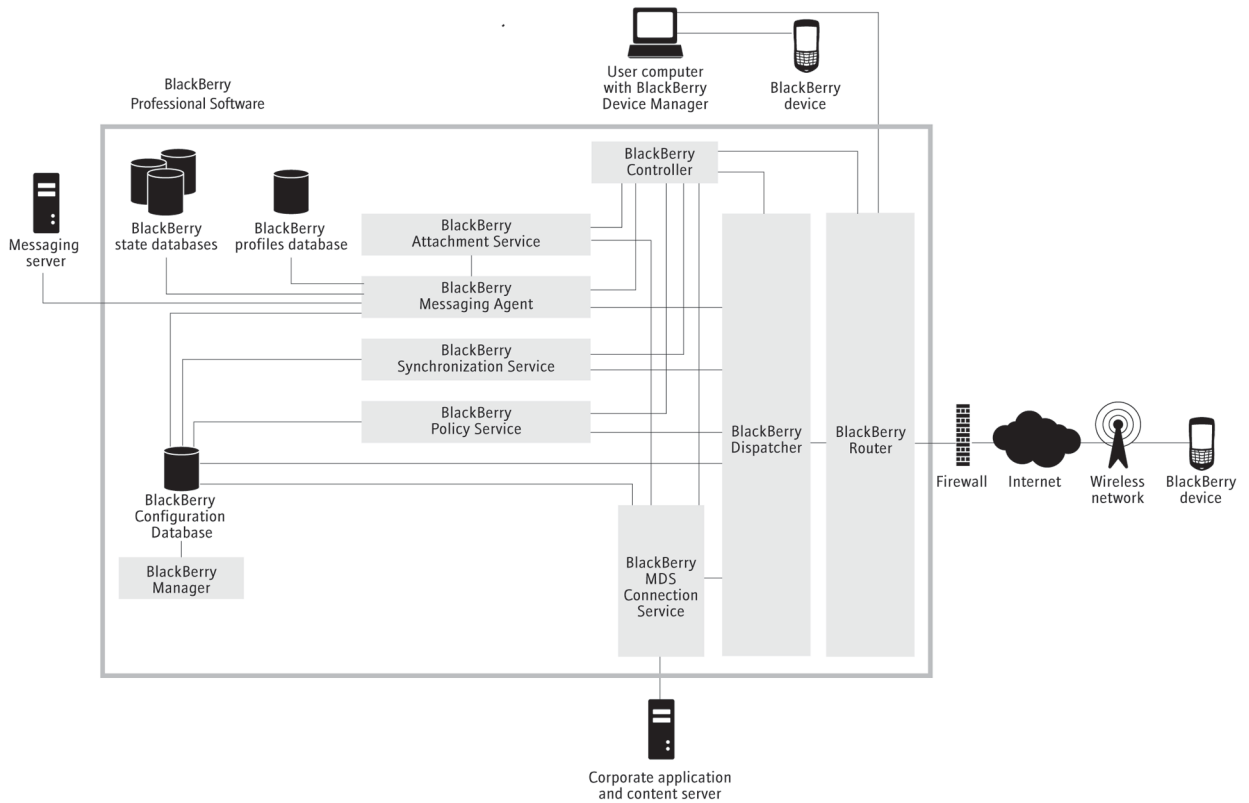 User computer
with BlackBerry
Device Manager
BlackBerry
device
BlackBerry
Professional Software
BlackBerry
Controller
Messaging
server
BlackBerry
state databases
BlackBerry
profiles database
BlackBerry
Attachment Service
BlackBerry
Messaging Agent
BlackBerry
Synchronization Service
BlackBerry
Policy Service
BlackBerry
Dispatcher
BlackBerry
Router
Firewall
Internet
Wireless
network
BlackBerry
device
BlackBerry
Configuration
Database
BlackBerry
Manager
BlackBerry
MDS
Connection
Service
Corporate application
and content server